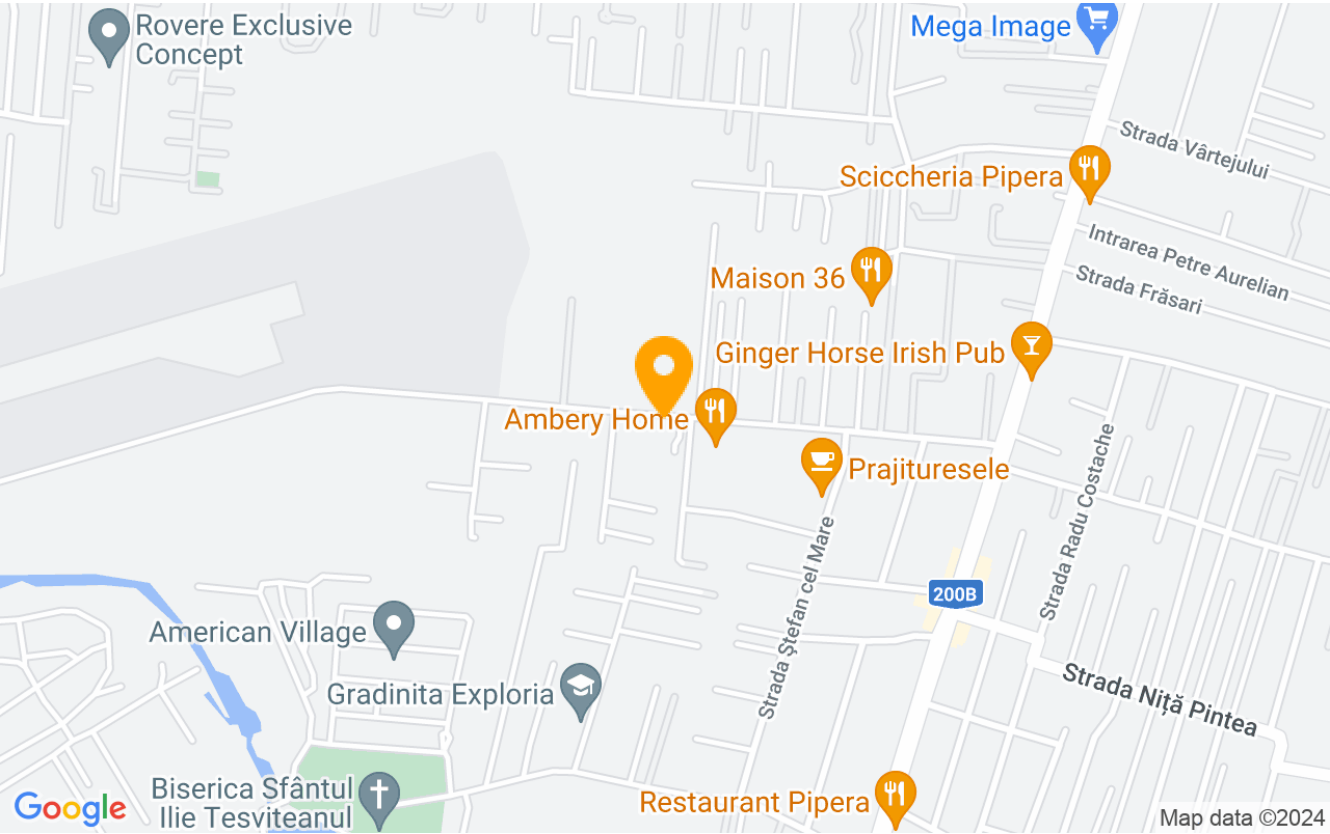 Rovere Exclusive
Concept
Mega Image
Strada Vârtejului
Sciccheria Pipera
Intrarea Petre Aurelian
Maison 36
Strada Frăsari
Ginger Horse Irish Pub
Ambery Home
Prajituresele
Strada Radu Costache
Strada Ștefan cel Mare
200B
American Village
Gradinita Exploria
Strada Niță Pintea
Biserica Sfântul
Ilie Tesviteanul
Restaurant Pipera
Google
Map data ©2024